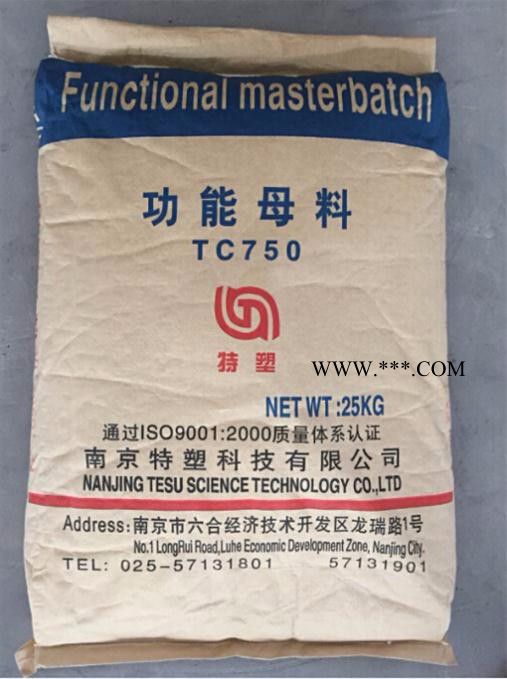 Functional masterbatch
功能母料
TC750
特塑
WWW.***.COM
NET WT:25KG
通过ISO9001:2000质量体系认证
南京特塑科技有限公司
NANJING TESU SCIENCE TECHNOLOGY CO.,LTD
Address:南京市六合经济技术开发区龙瑞路1号
No.1 LongRui Road,Luhe Economic Development Zone, Nanjing City.
TEL: 025-57131801 57131901